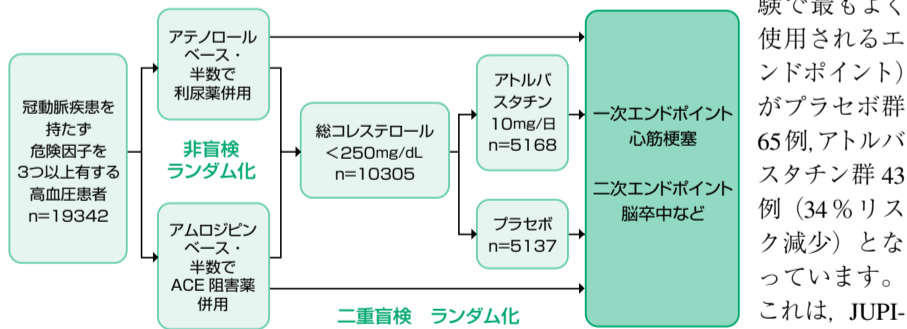 冠動脈疾患を
持たず
危険因子を
3つ以上有する
高血圧患者
n=19342
アテノロール
ベース・
半数で
利尿薬併用
非盲検
ランダム化
アムロジピン
ベース・
半数で
ACE 阻害薬
併用
総コレステロール
<250mg/dL
n=10305
アトルバ
スタチン
10mg/日
n=5168
プラセボ
n=5137
二重盲検　ランダム化
一次エンドポイント
心筋梗塞
二次エンドポイント
脳卒中など
験で最もよく
使用されるエ
ンドポイント）
がプラセボ群
65例, アトルバ
スタチン群 43
例（34％リス
ク減少）とな
っています。
これは，JUPI-